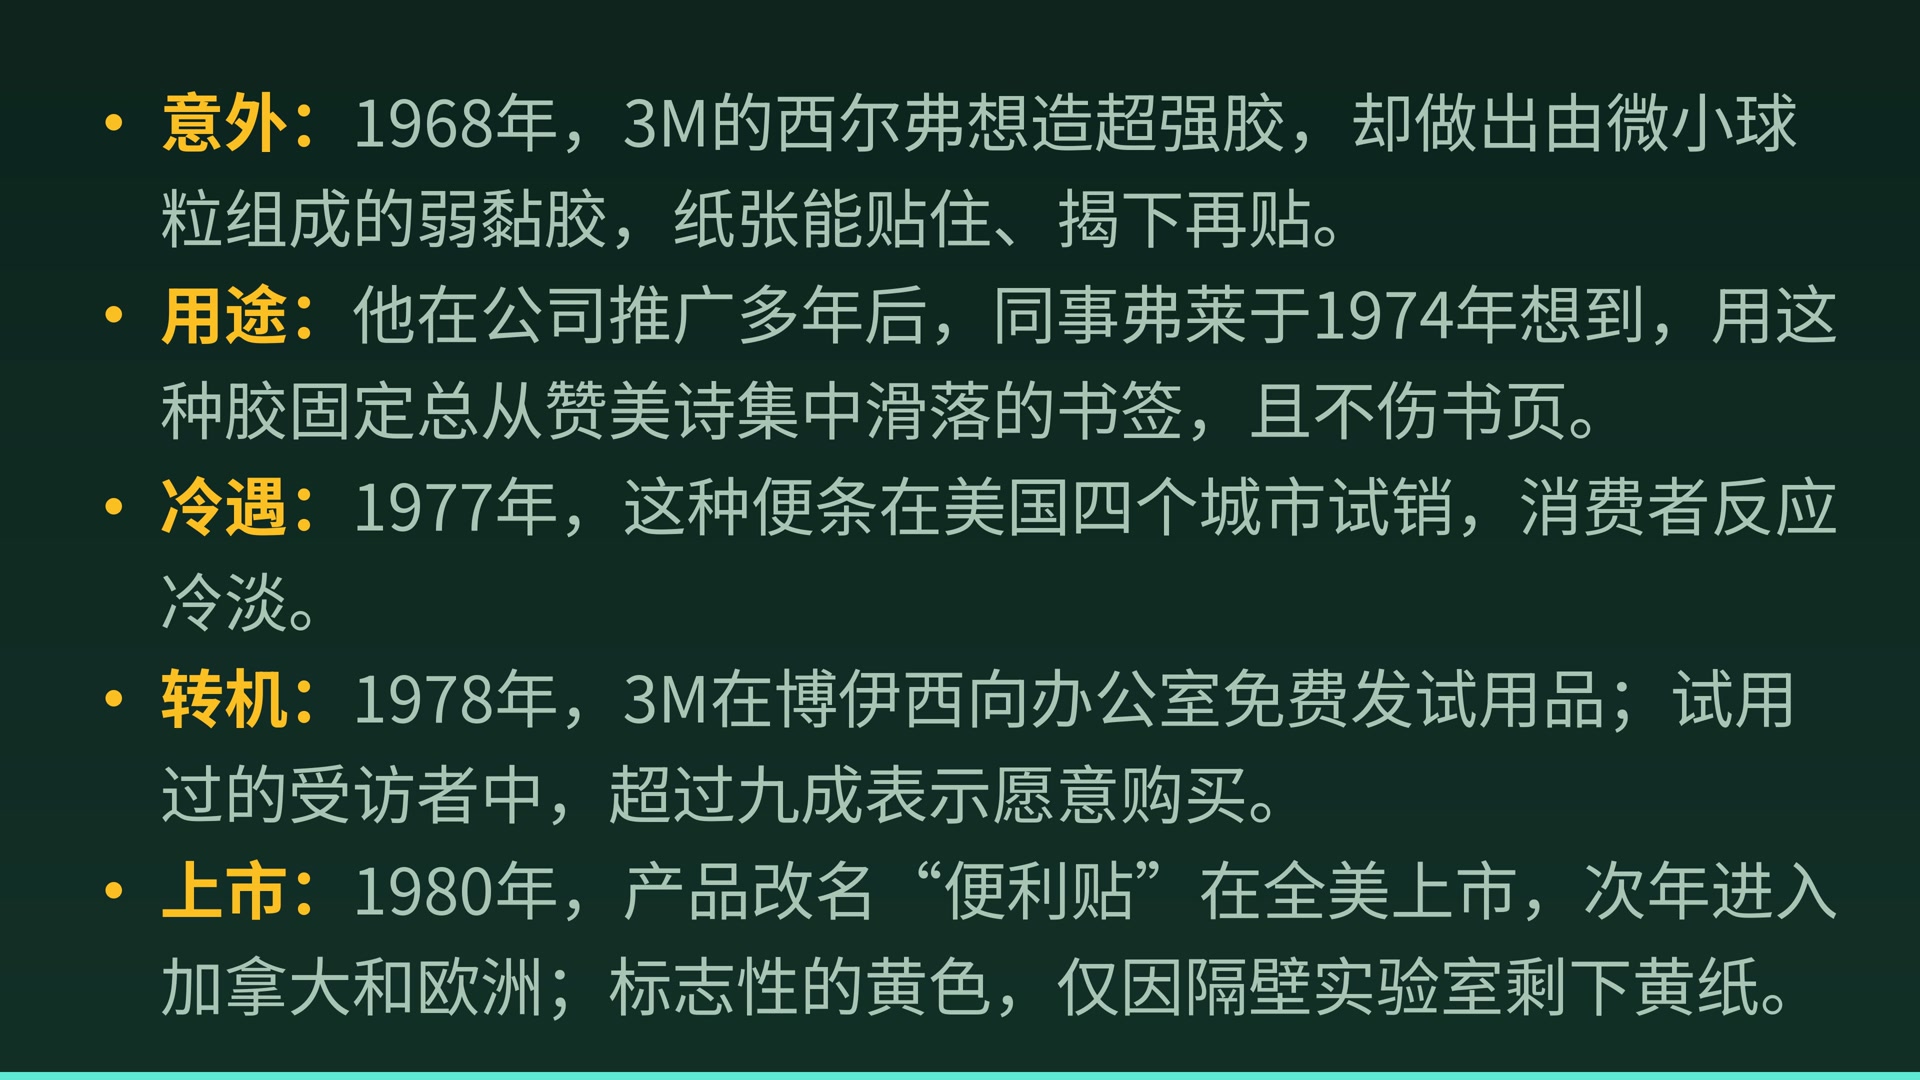 • 意外：1968年，3M的西尔弗想造超强胶，却做出由微小球
粒组成的弱黏胶，纸张能贴住、揭下再贴。
• 用途：他在公司推广多年后，同事弗莱于1974年想到，用这
种胶固定总从赞美诗集中滑落的书签，且不伤书页。
• 冷遇：1977年，这种便条在美国四个城市试销，消费者反应
冷淡。
• 转机：1978年，3M在博伊西向办公室免费发试用品；试用
过的受访者中，超过九成表示愿意购买。
• 上市：1980年，产品改名“便利贴”在全美上市，次年进入
加拿大和欧洲；标志性的黄色，仅因隔壁实验室剩下黄纸。